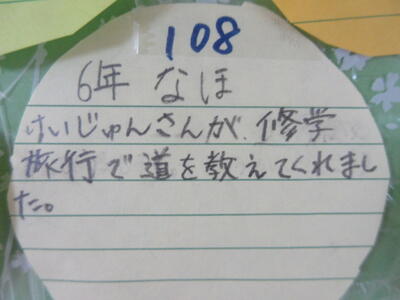 108
6年 なほ
けいじゅんさんが、修学
旅行で道を教えてくれまし
た。